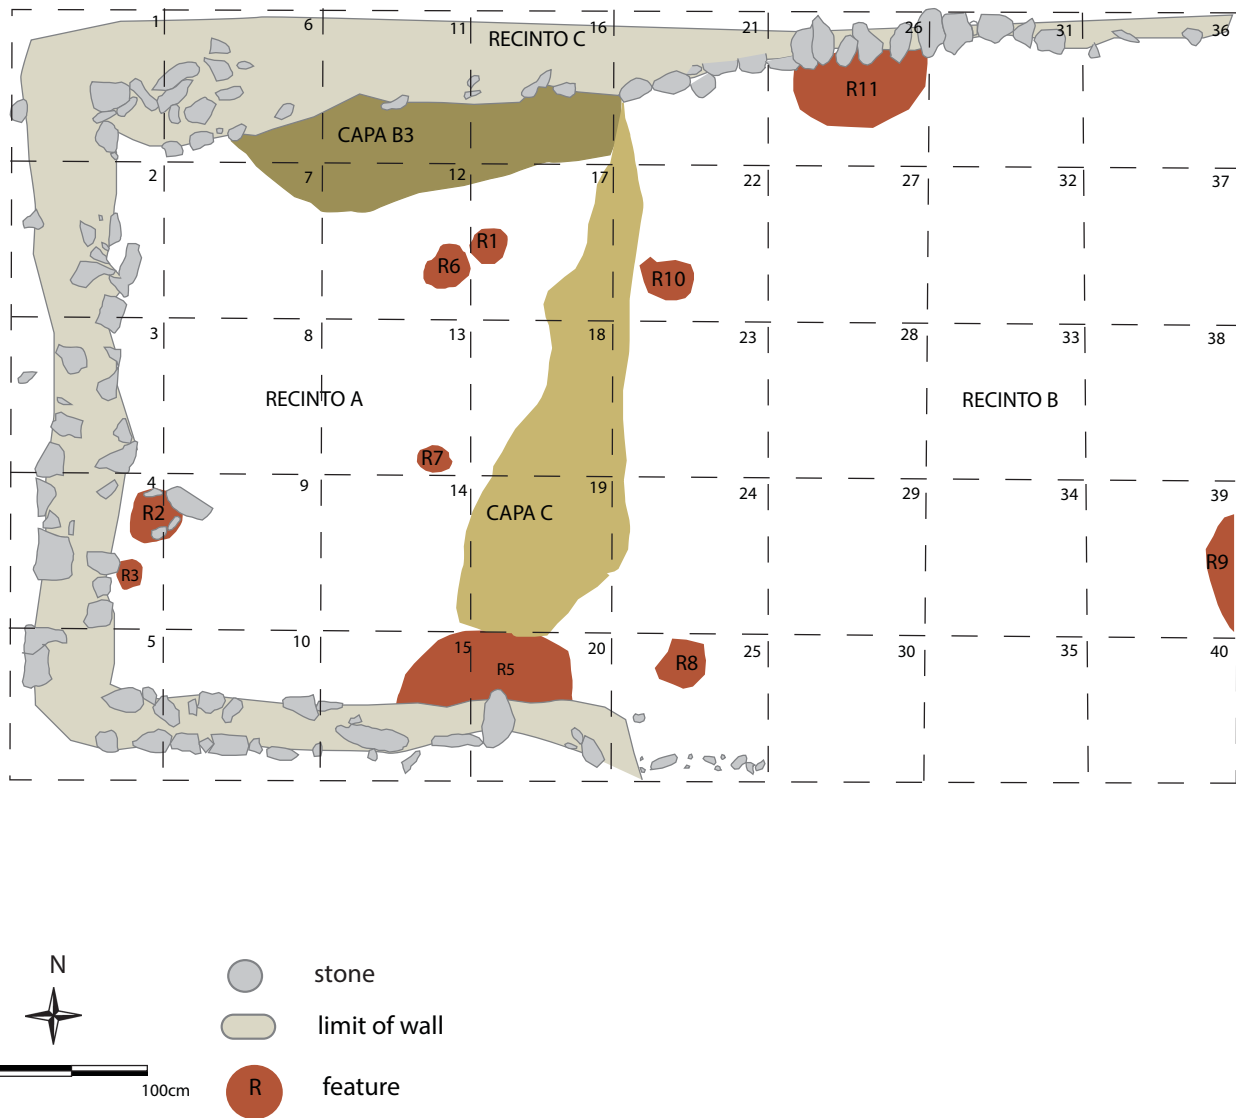 1 6 11 16 21 26 31 36
RECINTO C
R11
CAPA B3
2 7 12 17 22 27 32 37
R1
R6
R10
3 8 13 18 23 28 33 38
RECINTO A
RECINTO B
R7
4 9 14 19 24 29 34 39
R2
CAPA C
R9
R3
5 10 15 20 25 30 35 40
R5
R8
N
stone
limit of wall
100cm
R
feature